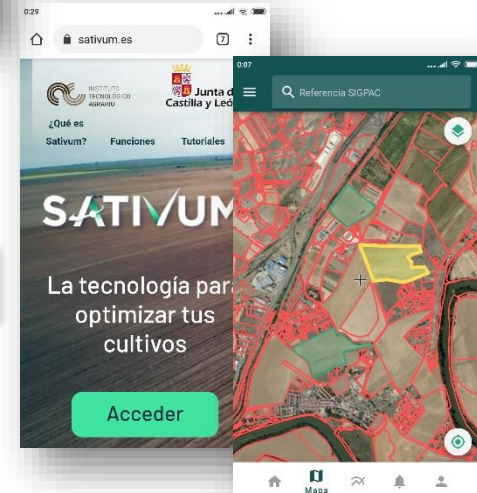 0:29
sativum.es
7
INSTITUTO
TECNOLÓGICO
AGRARIO
Junta d
Castilla y Leó
¿Qué es
Sativum?
Funciones
Tutoriales
SATIVUM
La tecnología para
optimizar tus
cultivos
Acceder
0:07
Referencia SIGPAC
Mapa